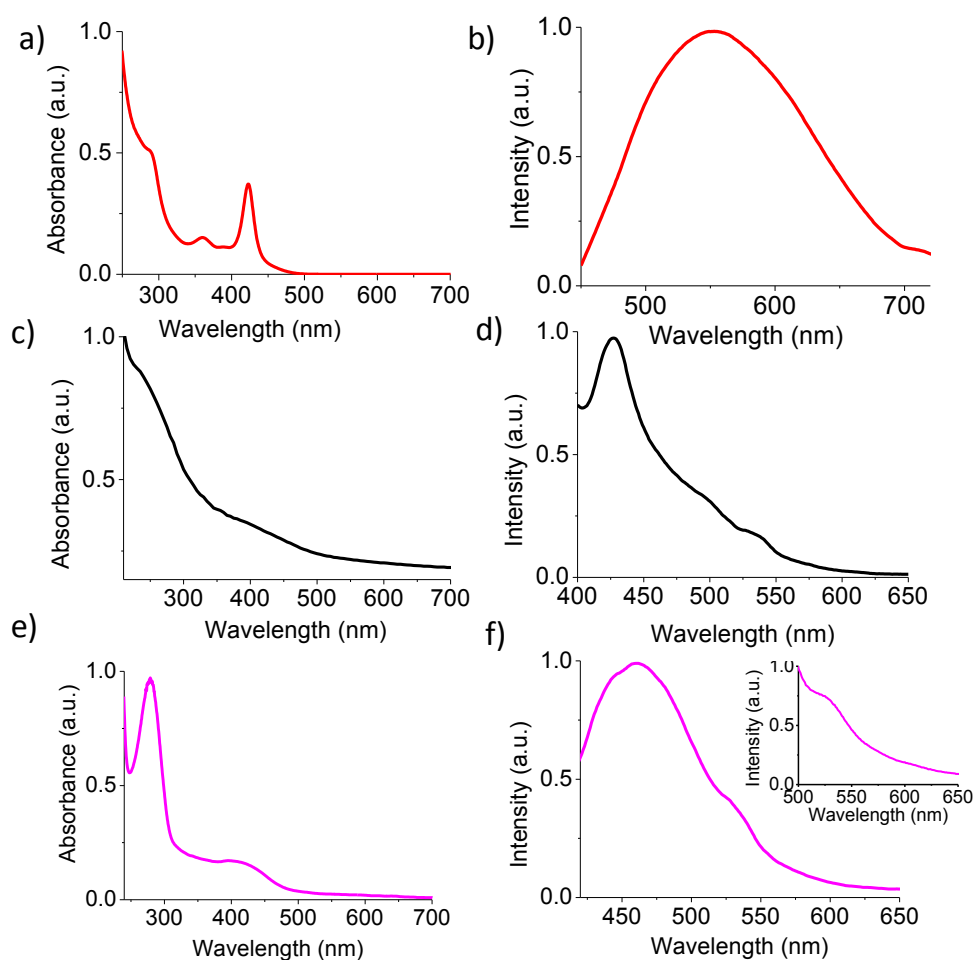 a)
1.0
0.5
0.0
Absorbance (a.u.)
300 400 500 600 700
Wavelength (nm)
b)
1.0
0.5
0.0
Intensity (a.u.)
500 600 700
Wavelength (nm)
c)
1.0
0.5
Absorbance (a.u.)
300 400 500 600 700
Wavelength (nm)
d)
1.0
0.5
0.0
Intensity (a.u.)
400 450 500 550 600 650
Wavelength (nm)
e)
1.0
0.5
0.0
Absorbance (a.u.)
300 400 500 600 700
Wavelength (nm)
f)
1.0
0.5
0.0
Intensity (a.u.)
450 500 550 600 650
Wavelength (nm)
1.0
0.5
0.0
Intensity (a.u.)
500 550 600 650
Wavelength (nm)